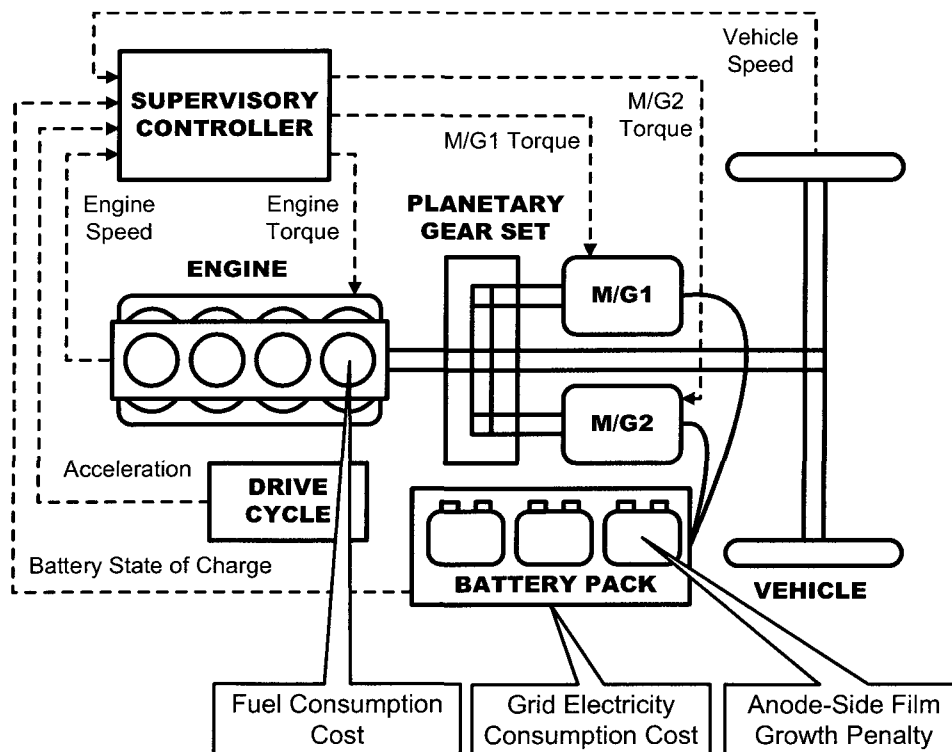 Vehicle
Speed
SUPERVISORY
CONTROLLER
M/G2
Torque
M/G1 Torque
Engine
Speed
Engine
Torque
PLANETARY
GEAR SET
ENGINE
M/G1
M/G2
Acceleration
DRIVE
CYCLE
Battery State of Charge
BATTERY PACK
VEHICLE
Fuel Consumption
Cost
Grid Electricity
Consumption Cost
Anode-Side Film
Growth Penalty